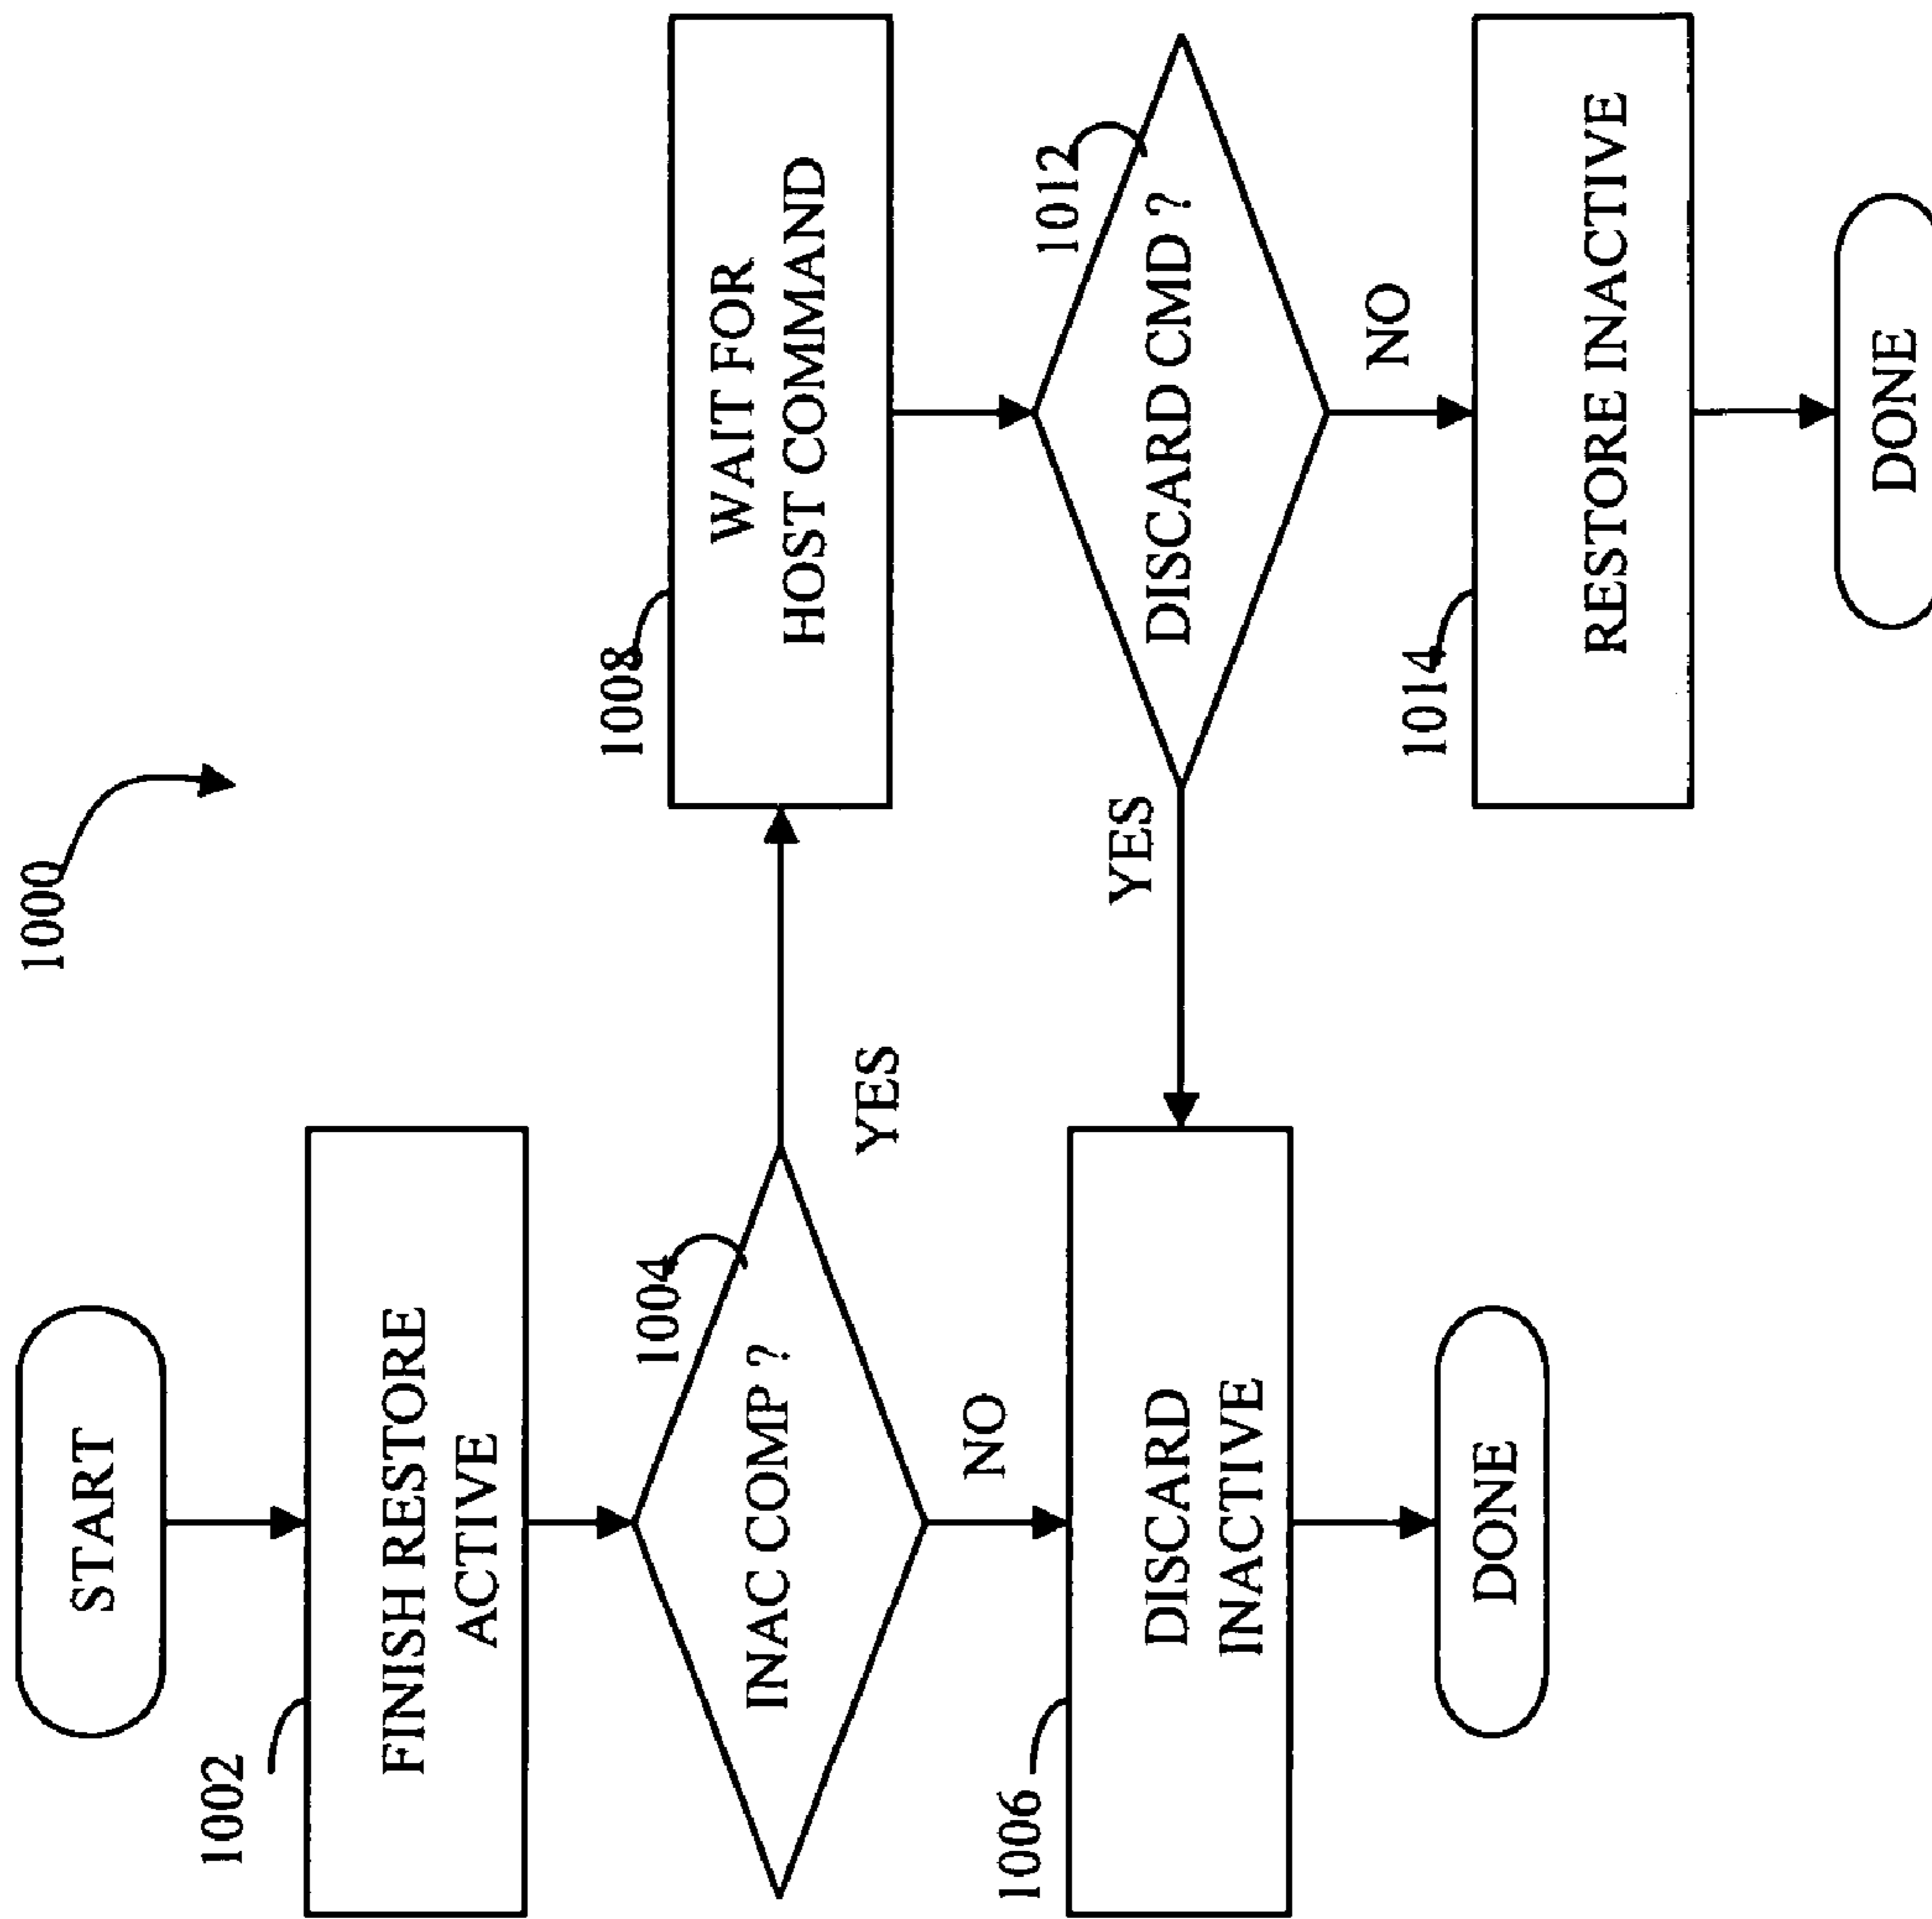 1000
START
1002
FINISH RESTORE
ACTIVE
1004
INAC COMP ?
YES
NO
1006
DISCARD
INACTIVE
DONE
1008
WAIT FOR
HOST COMMAND
1012
DISCARD CMD ?
YES
NO
1014
RESTORE INACTIVE
DONE